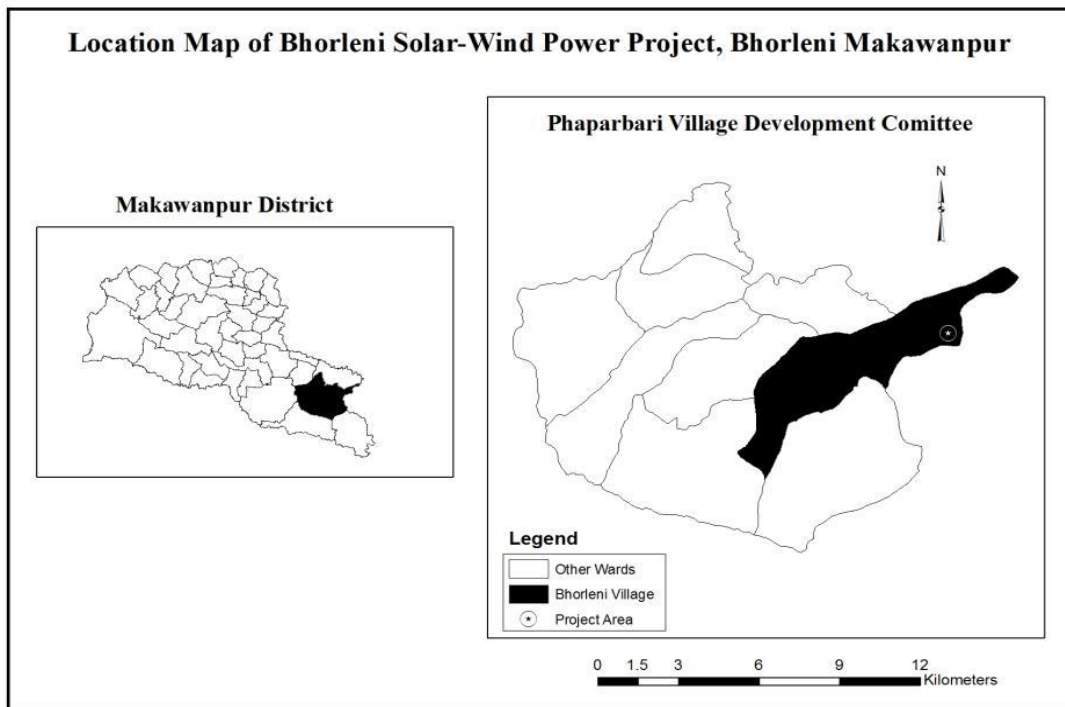 Location Map of Bhorleni Solar-Wind Power Project, Bhorleni Makawanpur
Phaparbari Village Development Comittee
N
Makawanpur District
Legend
Other Wards
Bhorleni Village
Project Area
0 1.5 3 6 9 12
Kilometers